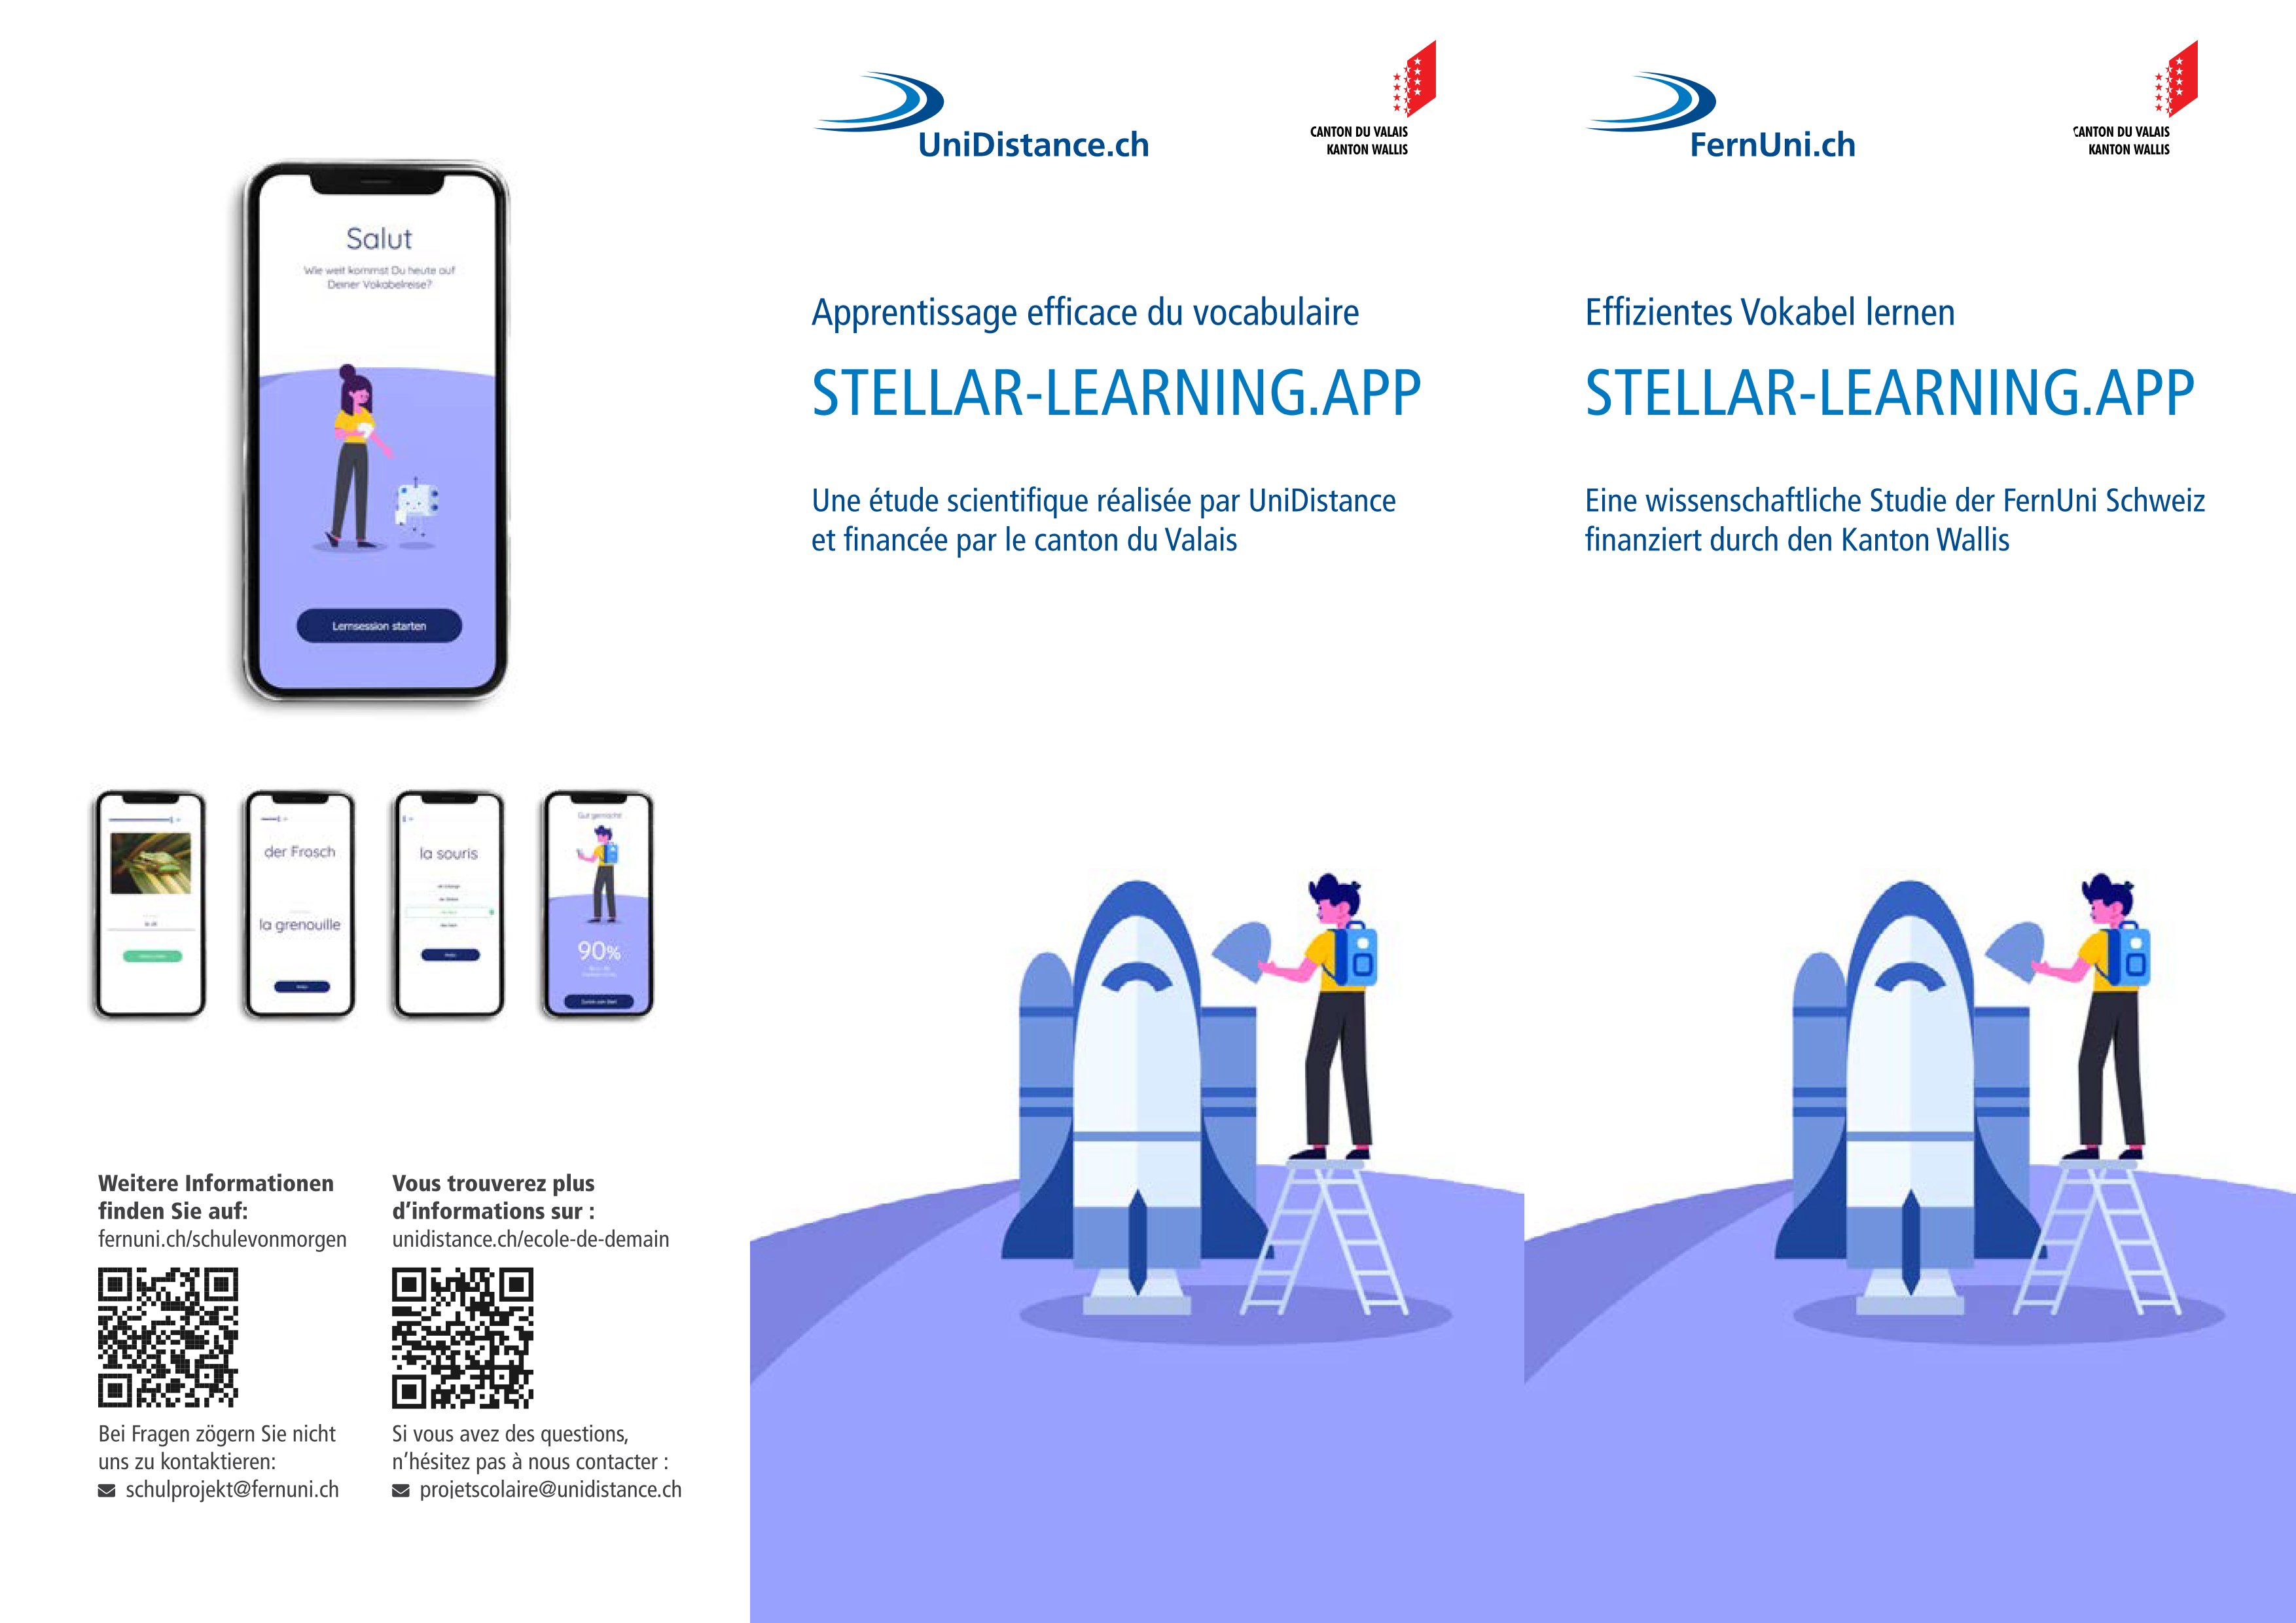 Salut
Wie weit kommst Du heute auf
Deiner Vokabelreise?
Lernsession starten
der Frosch
la grenouille
la souris
Gut gemacht!
90%
Zurück zum Start
Weitere Informationen
finden Sie auf:
fernuni.ch/schulevonmorgen
Bei Fragen zögern Sie nicht
uns zu kontaktieren:
schulprojekt@fernuni.ch
Vous trouverez plus
d’informations sur :
unidistance.ch/ecole-de-demain
Si vous avez des questions,
n’hésitez pas à nous contacter :
projetscolaire@unidistance.ch
UniDistance.ch
CANTON DU VALAIS
KANTON WALLIS
Apprentissage efficace du vocabulaire
STELLAR-LEARNING.APP
Une étude scientifique réalisée par UniDistance
et financée par le canton du Valais
FernUni.ch
CANTON DU VALAIS
KANTON WALLIS
Effizientes Vokabel lernen
STELLAR-LEARNING.APP
Eine wissenschaftliche Studie der FernUni Schweiz
finanziert durch den Kanton Wallis